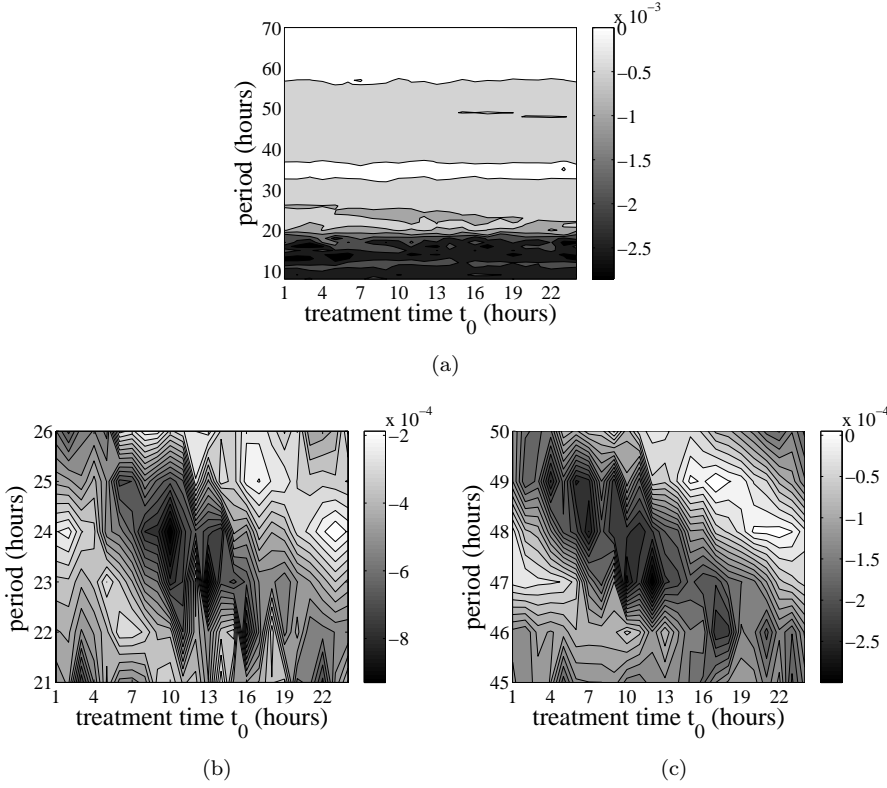 x 10⁻³
70
60
50
40
30
20
10
period (hours)
1 4 7 10 13 16 19 22
treatment time t₀ (hours)
0
−0.5
−1
−1.5
−2
−2.5
(a)
x 10⁻⁴
26
25
24
23
22
21
period (hours)
1 4 7 10 13 16 19 22
treatment time t₀ (hours)
−2
−4
−6
−8
(b)
x 10⁻⁴
50
49
48
47
46
45
period (hours)
1 4 7 10 13 16 19 22
treatment time t₀ (hours)
0
−0.5
−1
−1.5
−2
−2.5
(c)